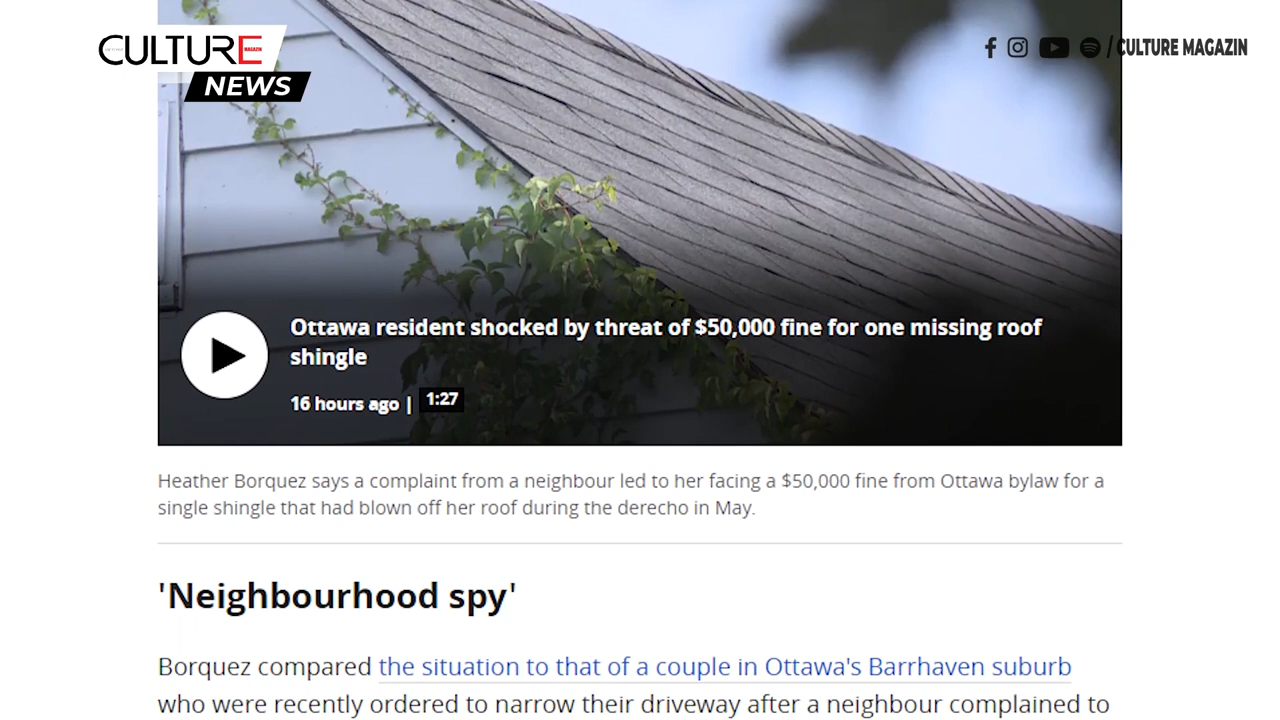 CULTURE
MAGAZIN
NEWS
/ CULTURE MAGAZIN
Ottawa resident shocked by threat of $50,000 fine for one missing roof
shingle
16 hours ago | 1:27
Heather Borquez says a complaint from a neighbour led to her facing a $50,000 fine from Ottawa bylaw for a
single shingle that had blown off her roof during the derecho in May.
'Neighbourhood spy'
Borquez compared the situation to that of a couple in Ottawa's Barrhaven suburb
who were recently ordered to narrow their driveway after a neighbour complained to